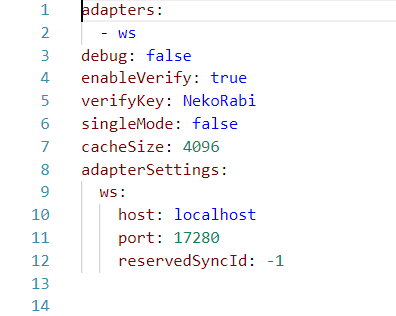 1 adapters:
2   - ws
3 debug: false
4 enableVerify: true
5 verifyKey: NekoRabi
6 singleMode: false
7 cacheSize: 4096
8 adapterSettings:
9   ws:
10     host: localhost
11     port: 17280
12     reservedSyncId: -1
13
14